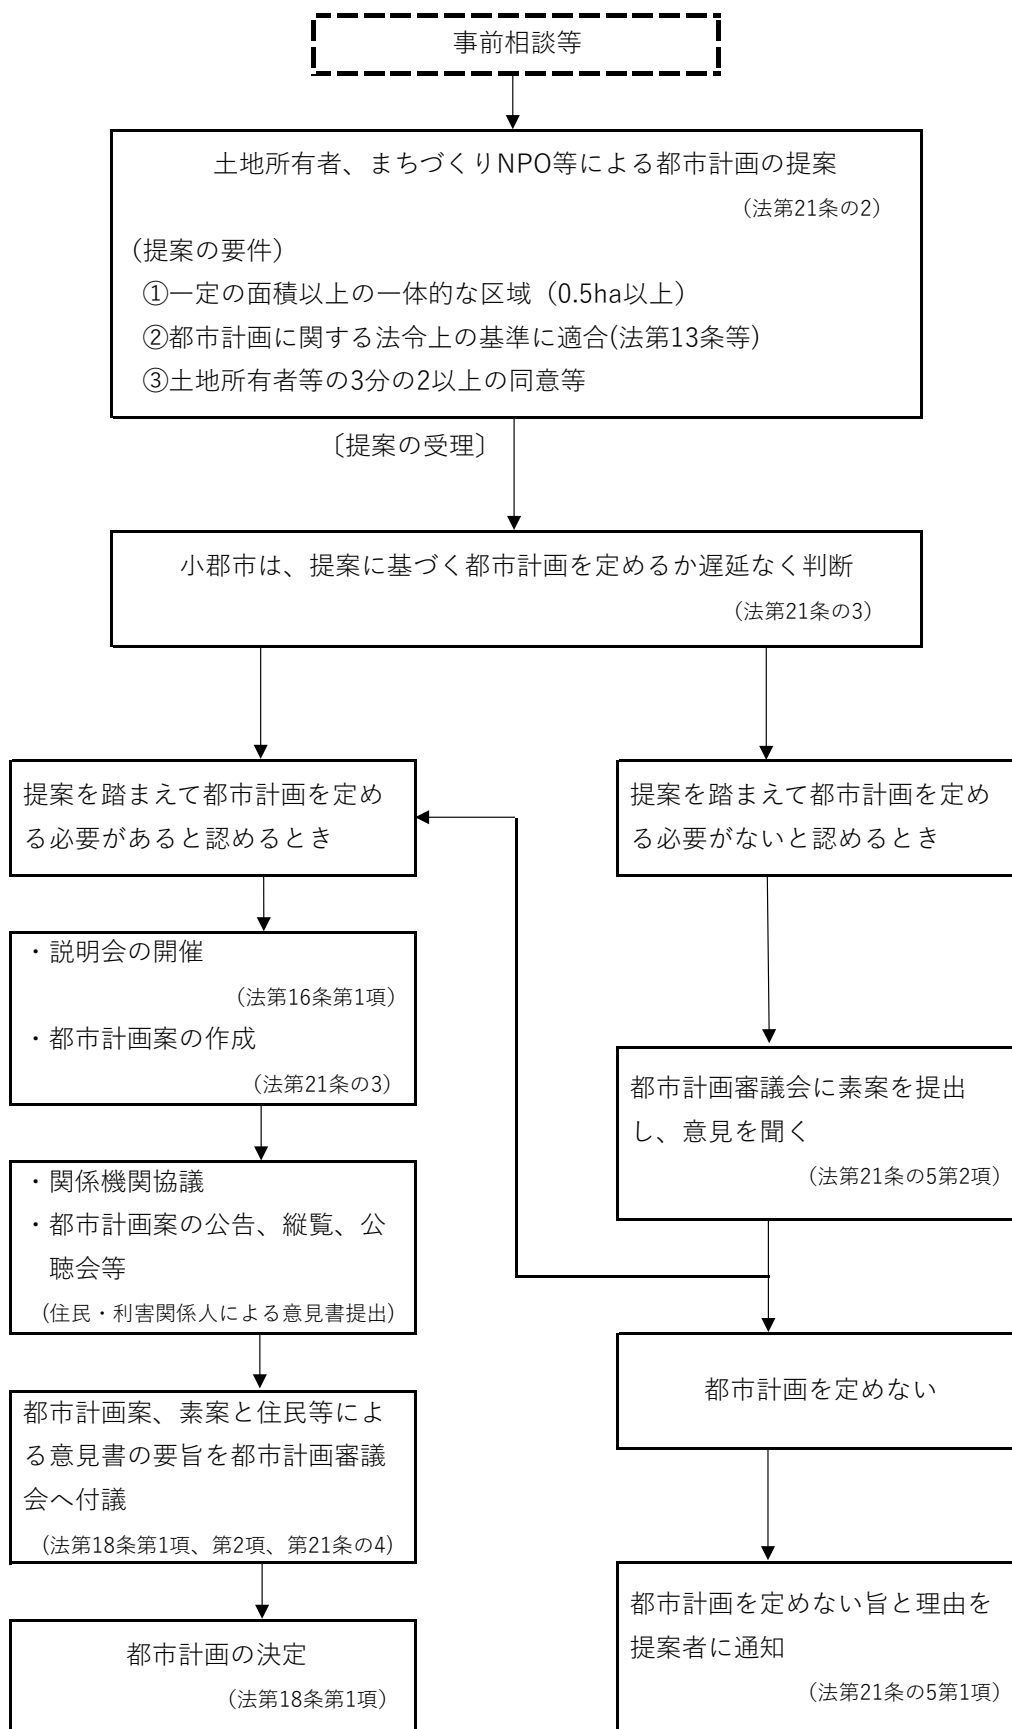 事前相談等
土地所有者、まちづくりNPO等による都市計画の提案
（法第21条の2）
（提案の要件）
①一定の面積以上の一体的な区域（0.5ha以上）
②都市計画に関する法令上の基準に適合(法第13条等)
③土地所有者等の3分の2以上の同意等
〔提案の受理〕
小郡市は、提案に基づく都市計画を定めるか遅延なく判断
（法第21条の3）
提案を踏まえて都市計画を定め
る必要があると認めるとき
・説明会の開催
（法第16条第1項）
・都市計画案の作成
（法第21条の3）
・関係機関協議
・都市計画案の公告、縦覧、公
聴会等
（住民・利害関係人による意見書提出）
都市計画案、素案と住民等によ
る意見書の要旨を都市計画審議
会へ付議
（法第18条第1項、第2項、第21条の4）
都市計画の決定
（法第18条第1項）
提案を踏まえて都市計画を定め
る必要がないと認めるとき
都市計画審議会に素案を提出
し、意見を聞く
（法第21条の5第2項）
都市計画を定めない
都市計画を定めない旨と理由を
提案者に通知
（法第21条の5第1項）